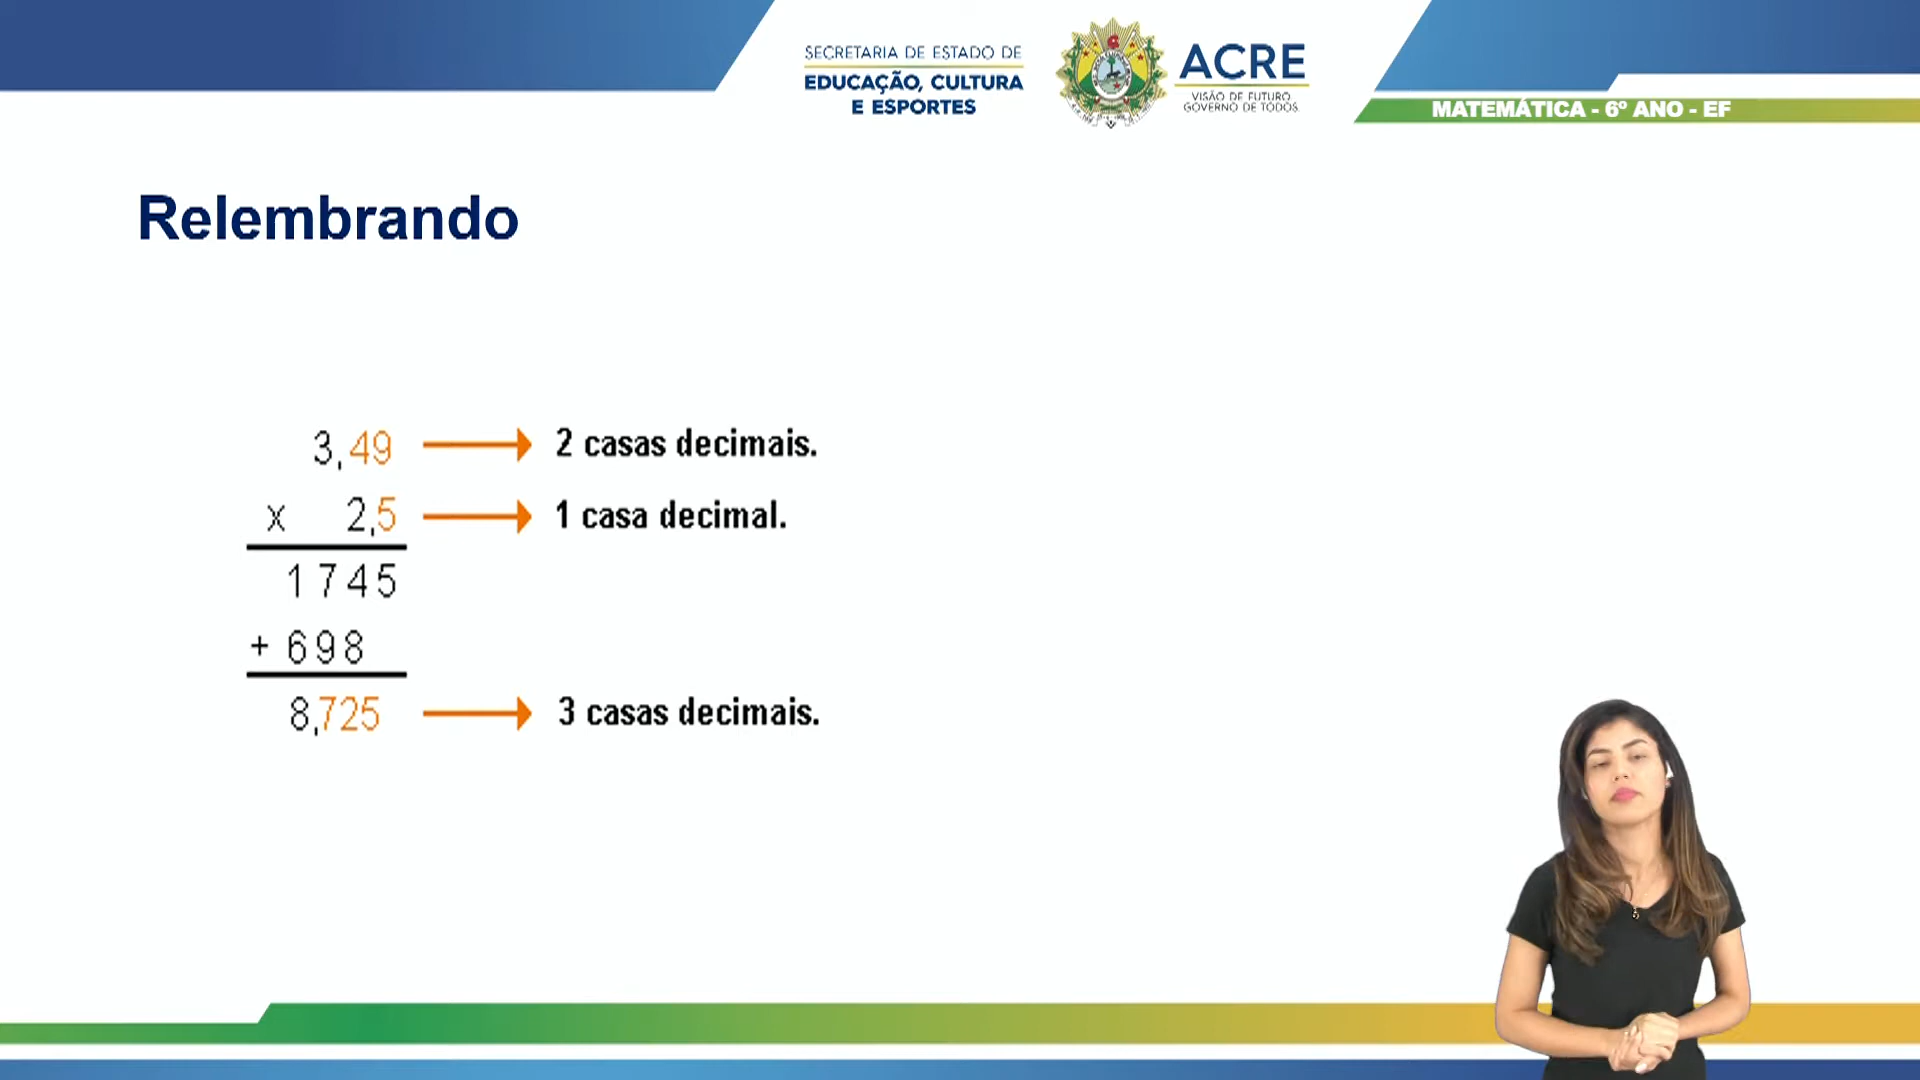 SECRETARIA DE ESTADO DE
EDUCAÇÃO, CULTURA
E ESPORTES
ACRE
VISÃO DE FUTURO
GOVERNO DE TODOS
MATEMÁTICA - 6º ANO - EF
Relembrando
3,49 2 casas decimais.
x 2,5 1 casa decimal.
1745
+ 698
8,725 3 casas decimais.